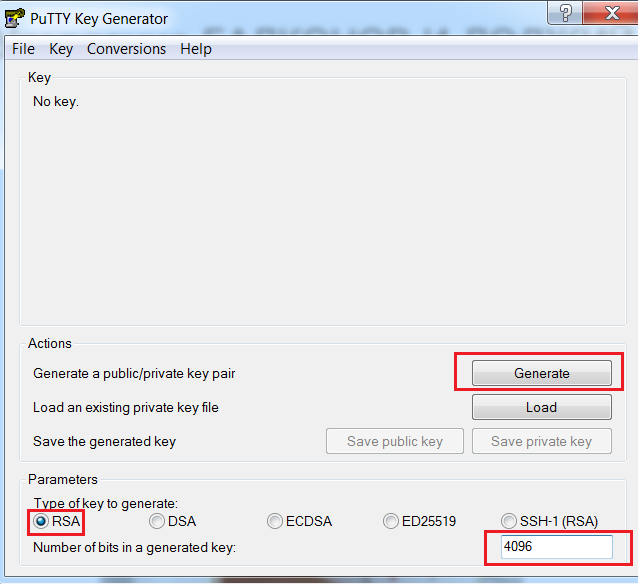 PuTTY Key Generator
File Key Conversions Help
Key
No key.
Actions
Generate a public/private key pair
Generate
Load an existing private key file
Load
Save the generated key
Save public key
Save private key
Parameters
Type of key to generate:
RSA DSA ECDSA ED25519 SSH-1 (RSA)
Number of bits in a generated key:
4096